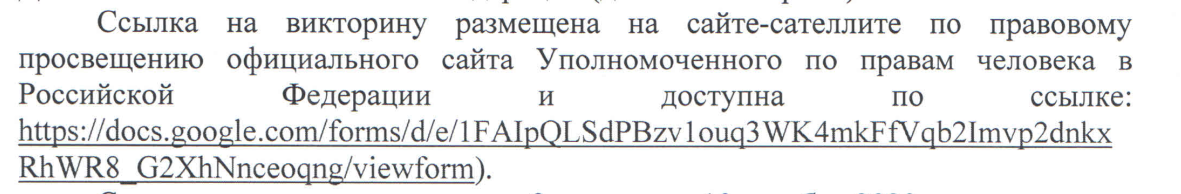 Ссылка на викторину размещена на сайте-сателлите по правовому
просвещению официального сайта Уполномоченного по правам человека в
Российской Федерации и доступна по ссылке:
https://docs.google.com/forms/d/e/1FAIpQLSdPBzv1ouq3WK4mkFfVqb2Imvp2dnkx
RhWR8_G2XhNnceoqng/viewform).